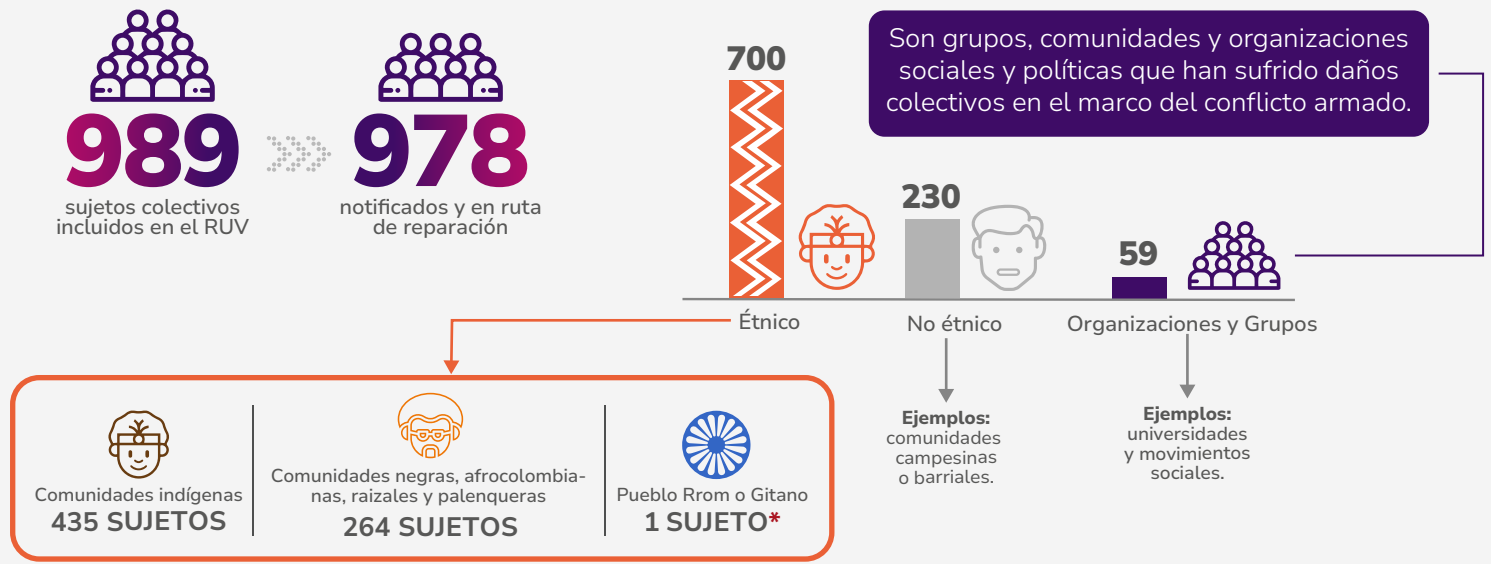 989
sujetos colectivos
incluidos en el RUV
978
notificados y en ruta
de reparación
700
230
59
Son grupos, comunidades y organizaciones
sociales y políticas que han sufrido daños
colectivos en el marco del conflicto armado.
Étnico
No étnico
Organizaciones y Grupos
Ejemplos:
comunidades
campesinas
o barriales.
Ejemplos:
universidades
y movimientos
sociales.
Comunidades indígenas
435 SUJETOS
Comunidades negras, afrocolombia-
nas, raizales y palenqueras
264 SUJETOS
Pueblo Rrom o Gitano
1 SUJETO*